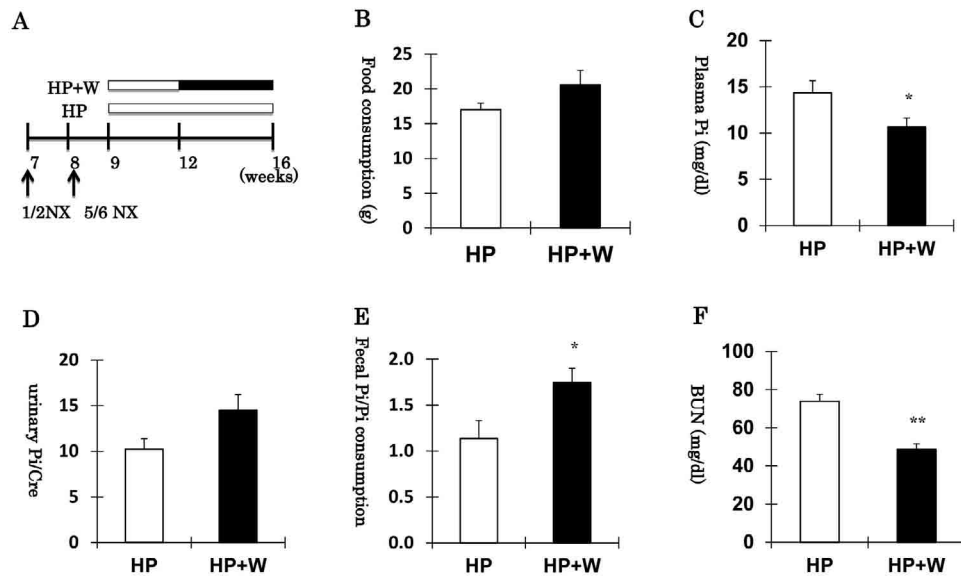 A
HP+W
HP
7 8 9 12 16
(weeks)
1/2NX 5/6 NX
B
Food consumption (g)
25
20
15
10
5
0
HP HP+W
C
Plasma Pi (mg/dl)
20
15
10
5
0
*
HP HP+W
D
urinary Pi/Cre
20
15
10
5
0
HP HP+W
E
Fecal Pi/Pi consumption
2.0
1.5
1.0
0.5
0.0
*
HP HP+W
F
BUN (mg/dl)
100
80
60
40
20
0
**
HP HP+W